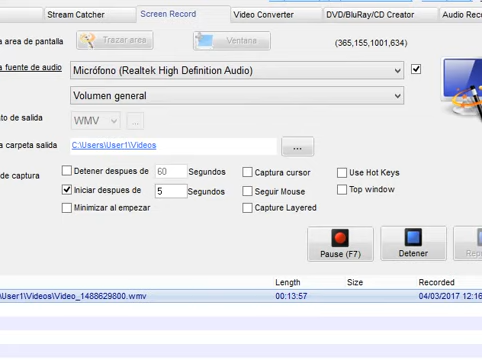 Stream Catcher Screen Record Video Converter DVD/BluRay/CD Creator Audio Reco
a area de pantalla Trazar area Ventana (365,155,1001,634)
a fuente de audio Micrófono (Realtek High Definition Audio)
Volumen general
to de salida WMV ...
a carpeta salida C:\Users\User1\Videos ...
de captura Detener despues de 60 Segundos Captura cursor Use Hot Keys
Iniciar despues de 5 Segundos Seguir Mouse Top window
Minimizar al empezar Capture Layered
Pause (F7) Detener Rep
Length Size Recorded
\User1\Videos\Video_1488629800.wmv 00:13:57 04/03/2017 12:16